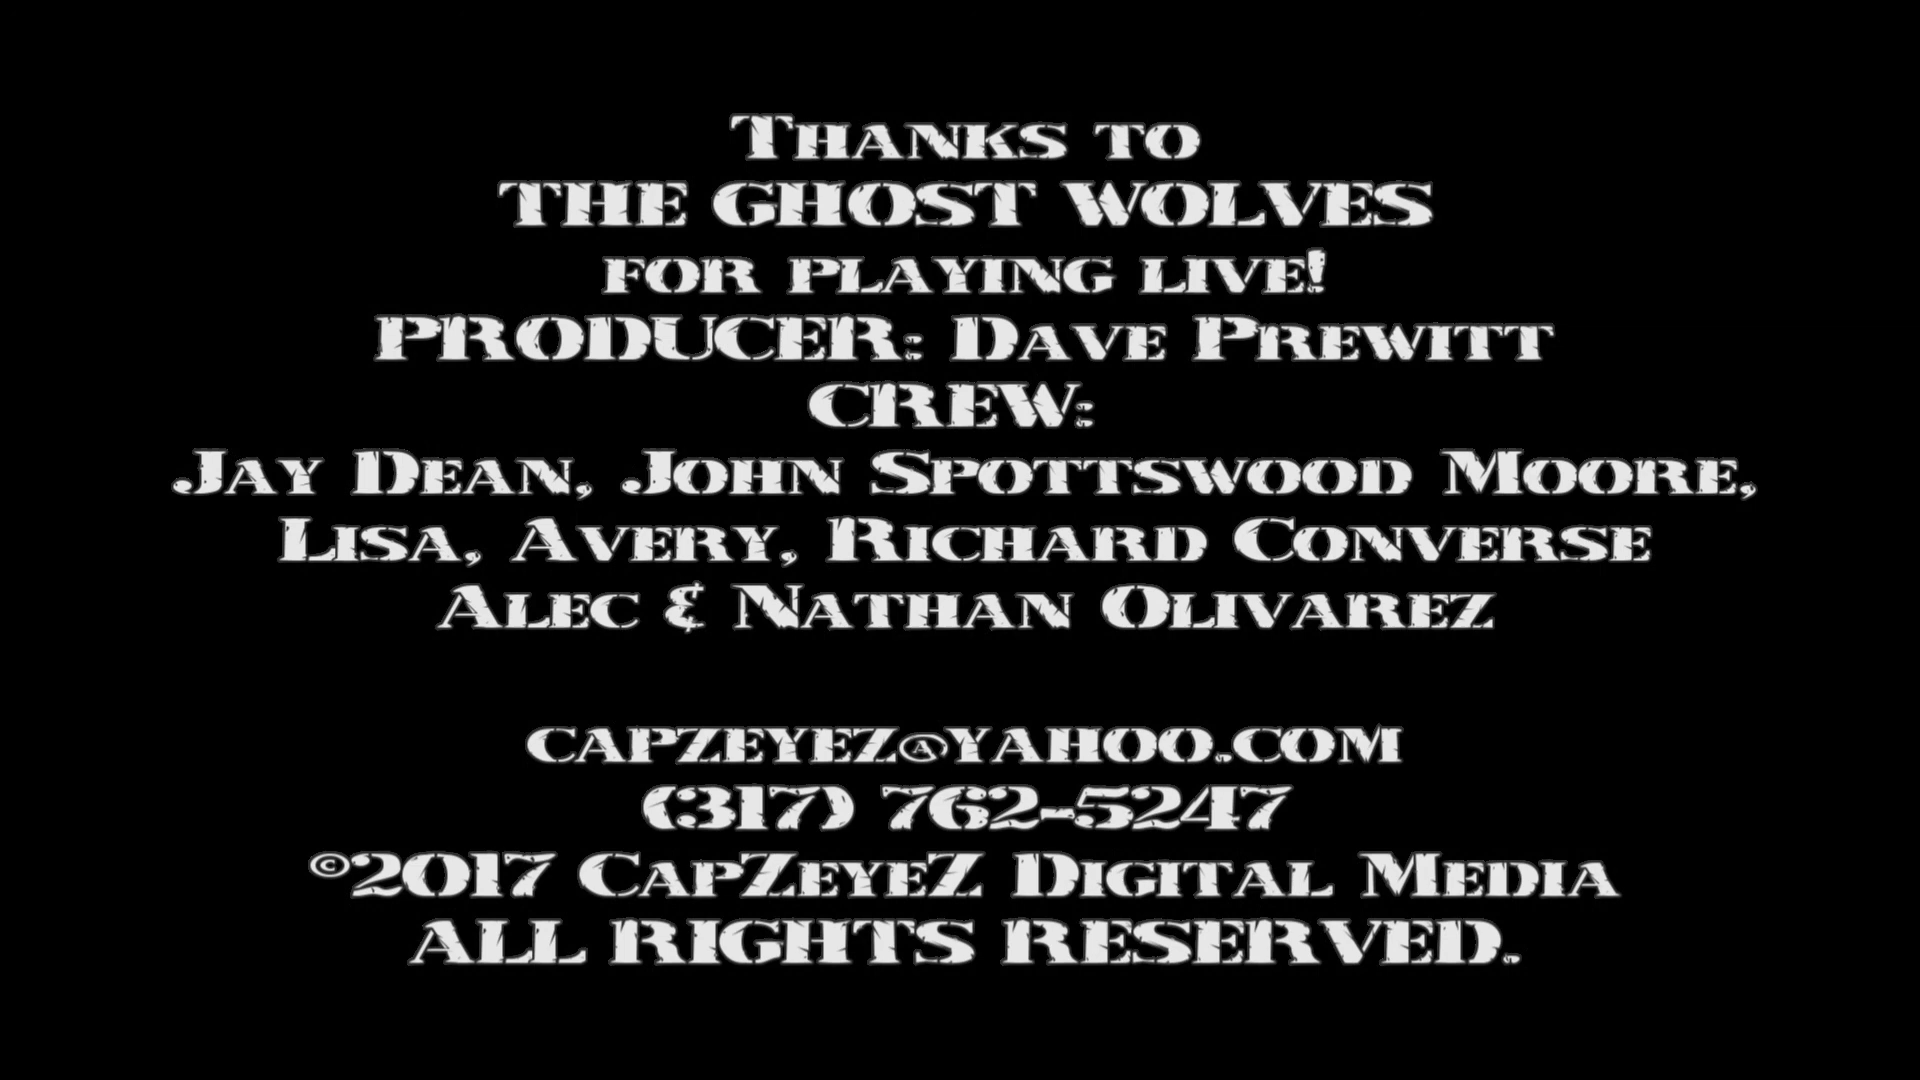 Thanks to
THE GHOST WOLVES
for playing live!
PRODUCER: Dave Prewitt
CREW:
Jay Dean, John Spottswood Moore,
Lisa, Avery, Richard Converse
Alec & Nathan Olivarez
capzeyez@yahoo.com
(317) 762-5247
©2017 CapZeyeZ Digital Media
ALL RIGHTS RESERVED.